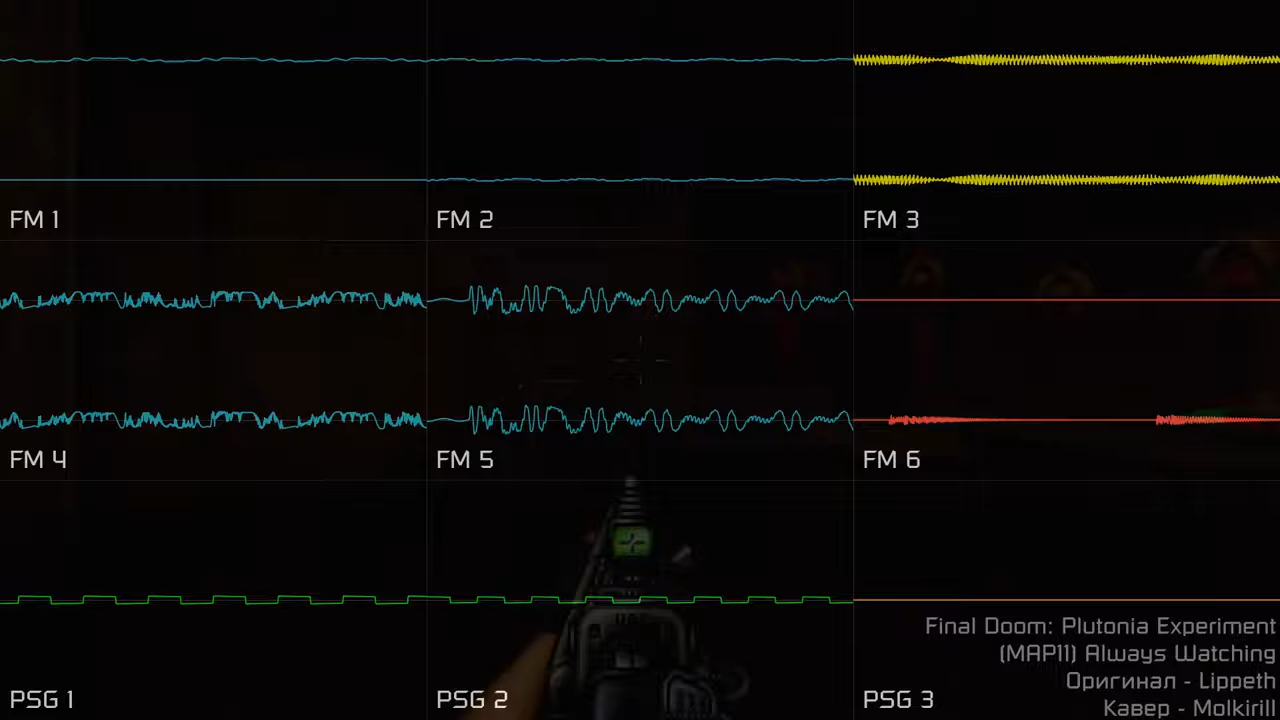 FM 1
FM 2
FM 3
FM 4
FM 5
FM 6
PSG 1
PSG 2
PSG 3
Final Doom: Plutonia Experiment
(MAP11) Always Watching
Оригинал - Lippeth
Кавер - Molkirill